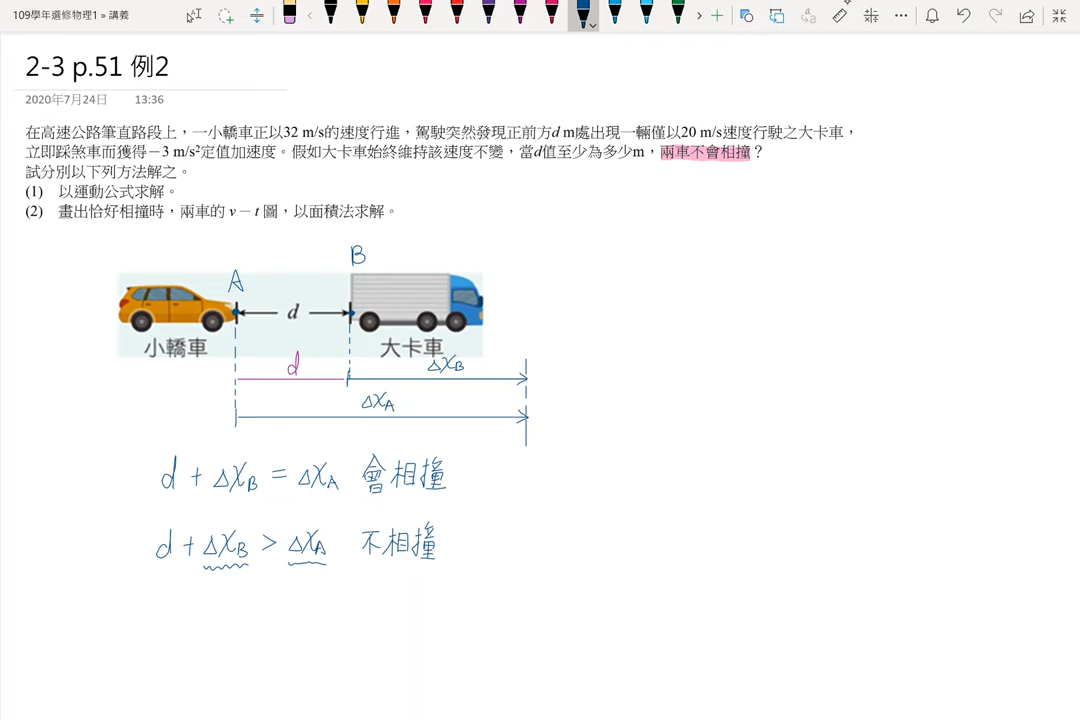 109學年選修物理1 » 講義
2-3 p.51 例2
2020年7月24日 13:36
在高速公路筆直路段上，一小轎車正以32 m/s的速度行進，駕駛突然發現正前方d m處出現一輛僅以20 m/s速度行駛之大卡車，
立即踩煞車而獲得－3 m/s²定值加速度。假如大卡車始終維持該速度不變，當d值至少為多少m，兩車不會相撞？
試分別以下列方法解之。
(1) 以運動公式求解。
(2) 畫出恰好相撞時，兩車的 v－t 圖，以面積法求解。
B
A
d
小轎車 大卡車
d ΔXB
ΔXA
d + ΔXB = ΔXA 會相撞
d + ΔXB > ΔXA 不相撞